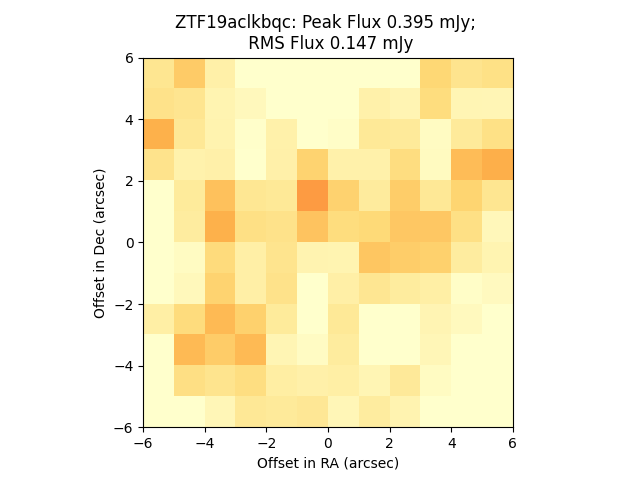 ZTF19aclkbqc: Peak Flux 0.395 mJy;
RMS Flux 0.147 mJy
6
4
2
0
−2
−4
−6
Offset in Dec (arcsec)
−6 −4 −2 0 2 4 6
Offset in RA (arcsec)